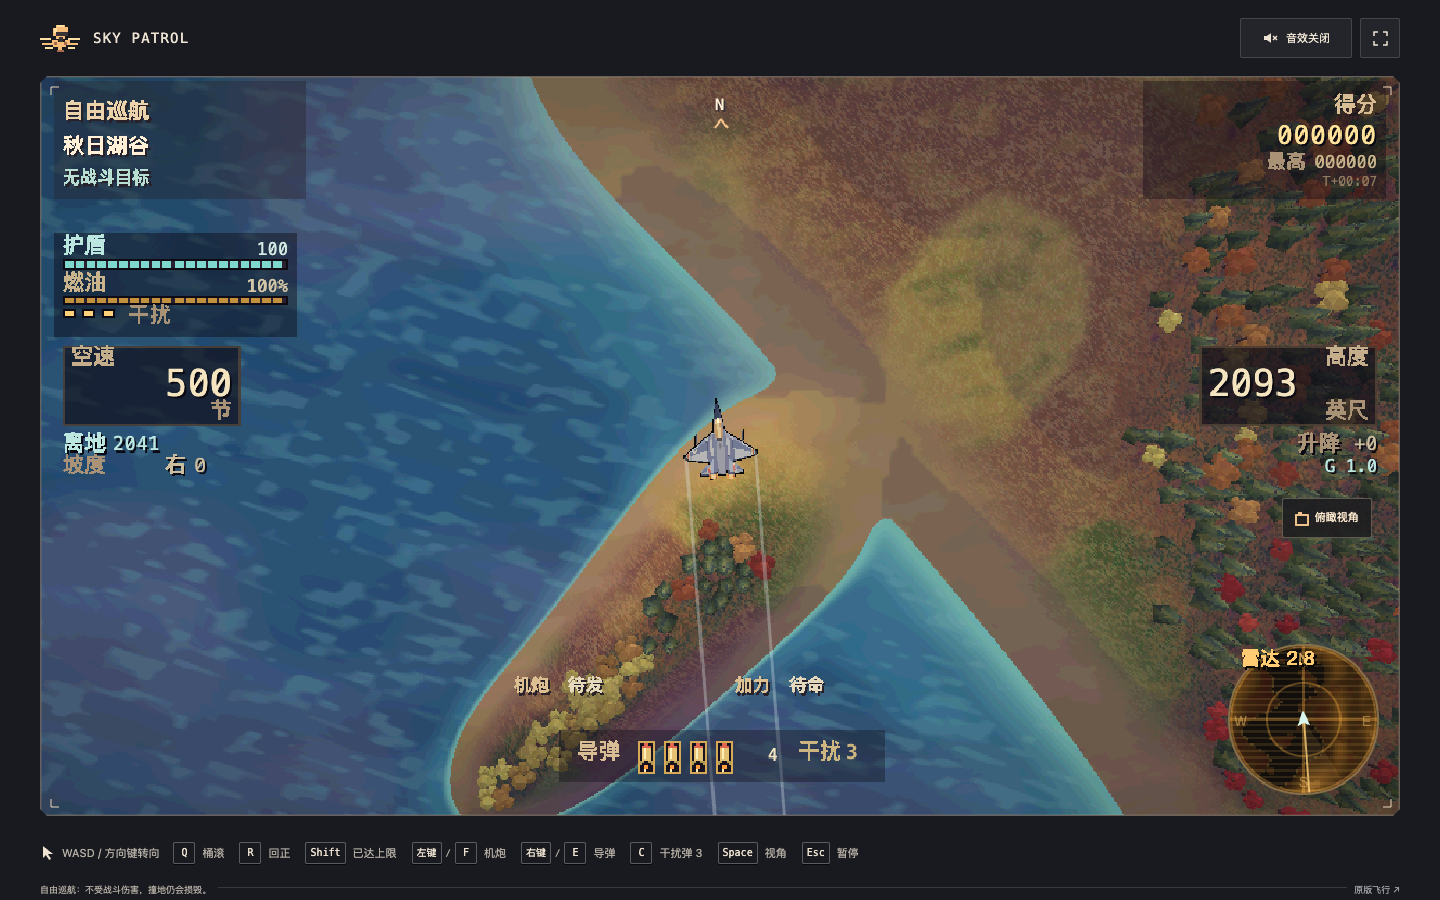 SKY PATROL
音效关闭
自由巡航
秋日湖谷
无战斗目标
N
得分
000000
最高 000000
T+00:07
护盾 100
燃油 100%
干扰
空速
500
节
离地 2041
坡度 右 0
高度
2093
英尺
升降 +0
G 1.0
俯瞰视角
雷达 2.8
W E
S
机炮 待发 加力 待命
导弹 4 干扰 3
WASD / 方向键转向 Q 桶滚 R 回正 Shift 已达上限 左键 / F 机炮 右键 / E 导弹 C 干扰弹 3 Space 视角 Esc 暂停
自由巡航：不受战斗伤害，撞地仍会损毁。
原版飞行 ↗